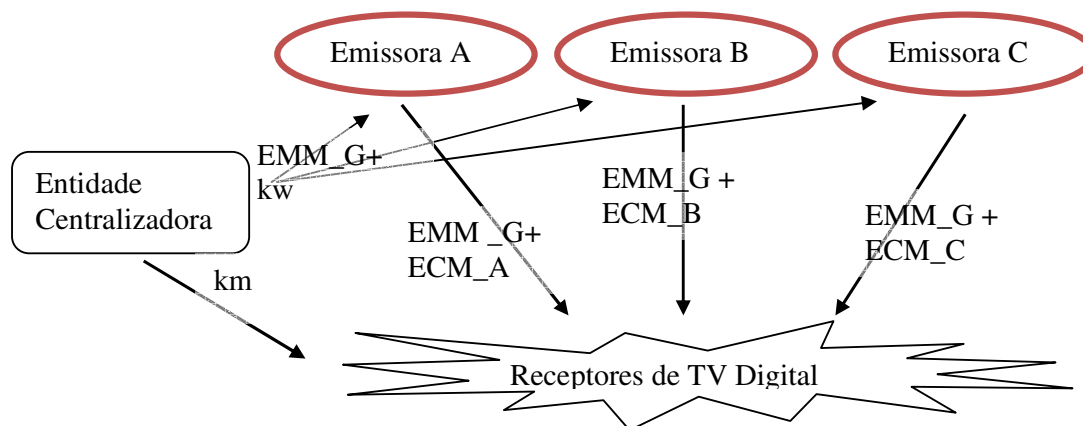 Emissora A
Emissora B
Emissora C
EMM_G+
kw
Entidade
Centralizadora
EMM_G +
ECM_B
EMM _G+
ECM_A
EMM_G +
ECM_C
km
Receptores de TV Digital